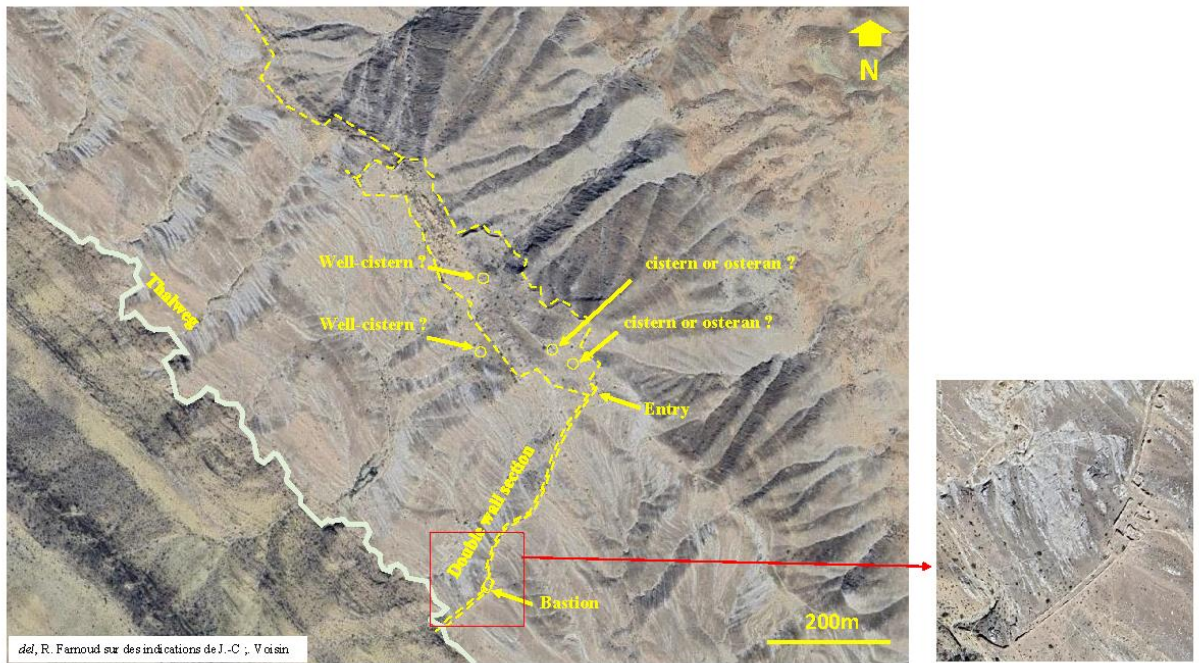 N
Well-cistern ?
cistern or osteran ?
Thalweg
Well-cistern ?
cistern or osteran ?
Entry
Double wall section
Bastion
200m
del, R. Farnoud sur des indications de J.-C ;. Voisin